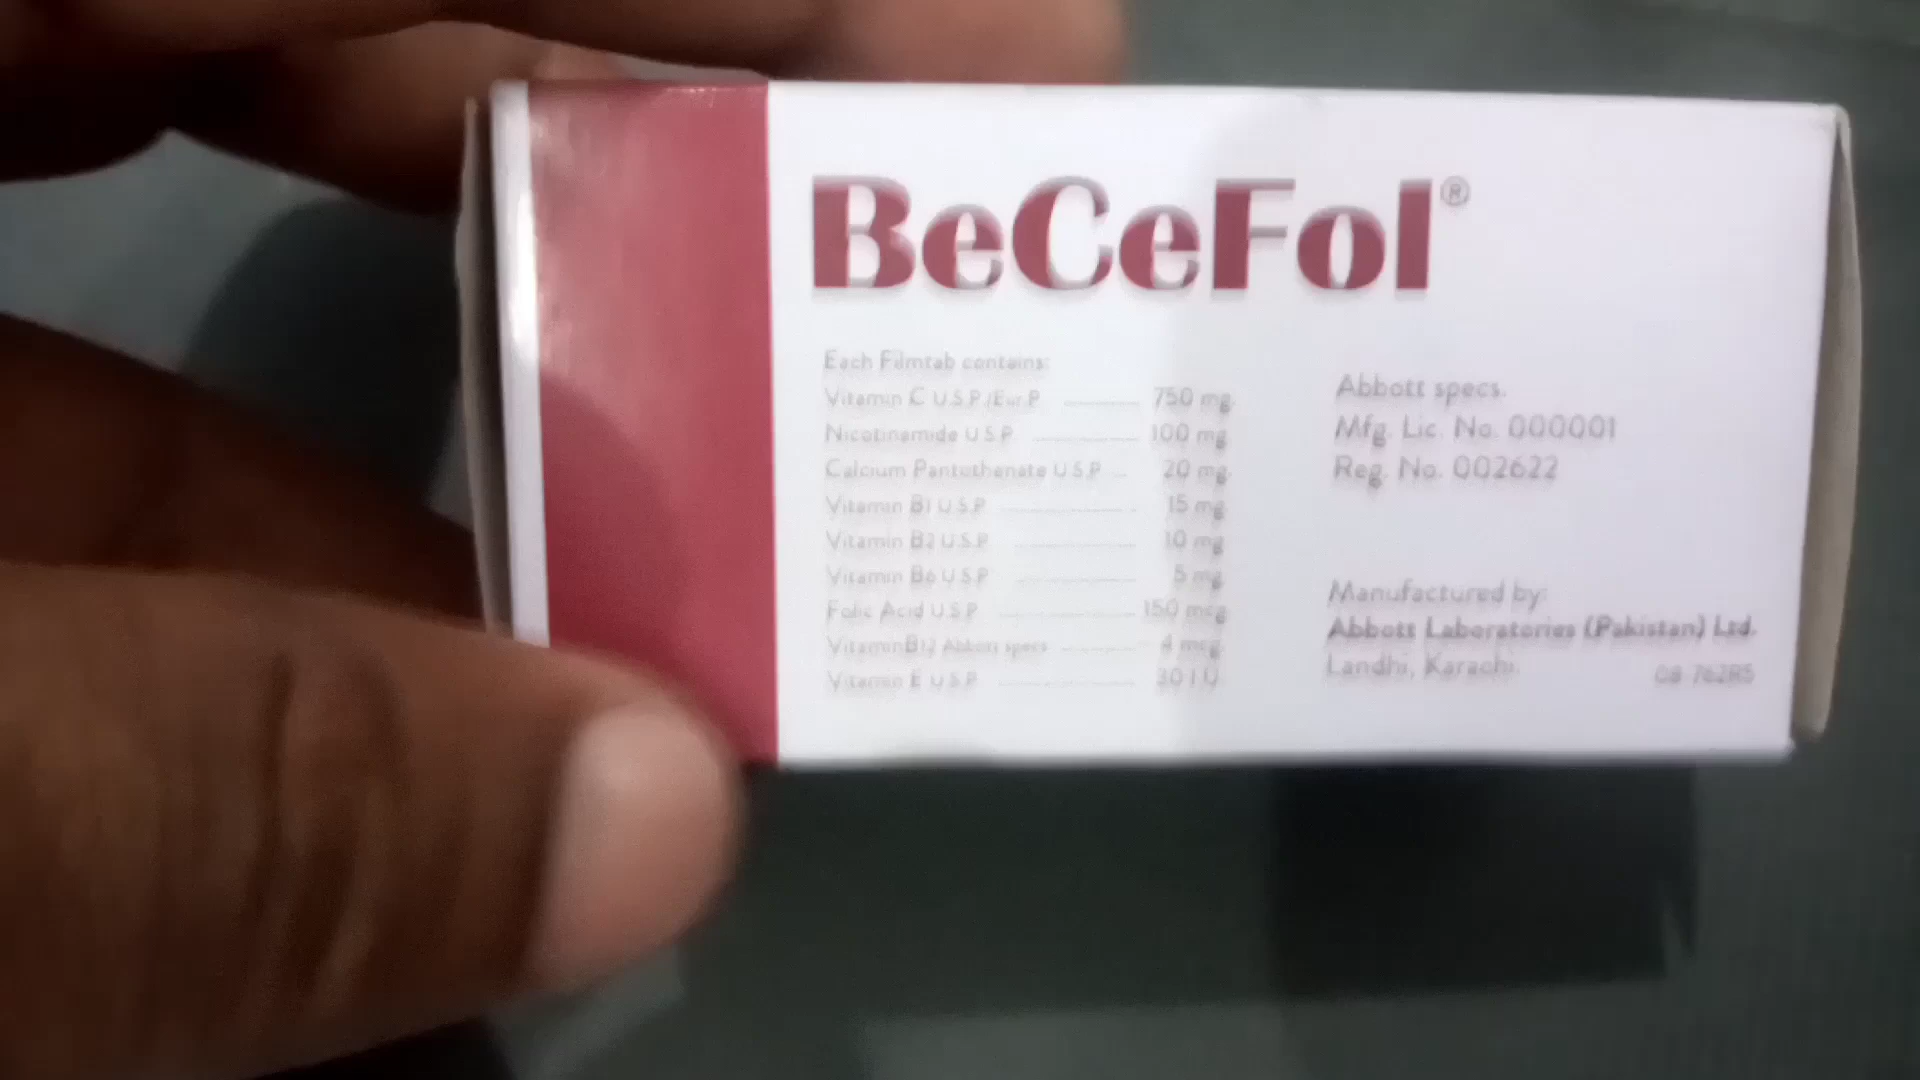 BeCeFol®
Each Filmtab contains:
Vitamin C U.S.P./Eur.P. 750 mg.
Nicotinamide U.S.P. 100 mg
Calcium Pantothenate U.S.P. 20 mg.
Vitamin B1 U.S.P. 15 mg
Vitamin B2 U.S.P. 10 mg
Vitamin B6 U.S.P. 5 mg
Folic Acid U.S.P. 150 mcg
Vitamin B12 Abbott specs 4 mcg
Vitamin E U.S.P. 30 I.U.
Abbott specs.
Mfg. Lic. No. 000001
Reg. No. 002622
Manufactured by:
Abbott Laboratories (Pakistan) Ltd.
Landhi, Karachi.